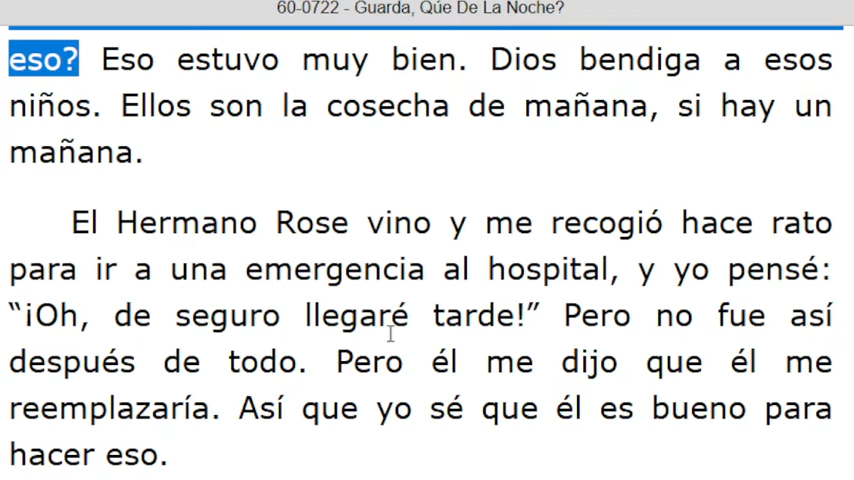 60-0722 - Guarda, Qúe De La Noche?
eso? Eso estuvo muy bien. Dios bendiga a esos
niños. Ellos son la cosecha de mañana, si hay un
mañana.
El Hermano Rose vino y me recogió hace rato
para ir a una emergencia al hospital, y yo pensé:
“¡Oh, de seguro llegaré tarde!” Pero no fue así
después de todo. Pero él me dijo que él me
reemplazaría. Así que yo sé que él es bueno para
hacer eso.